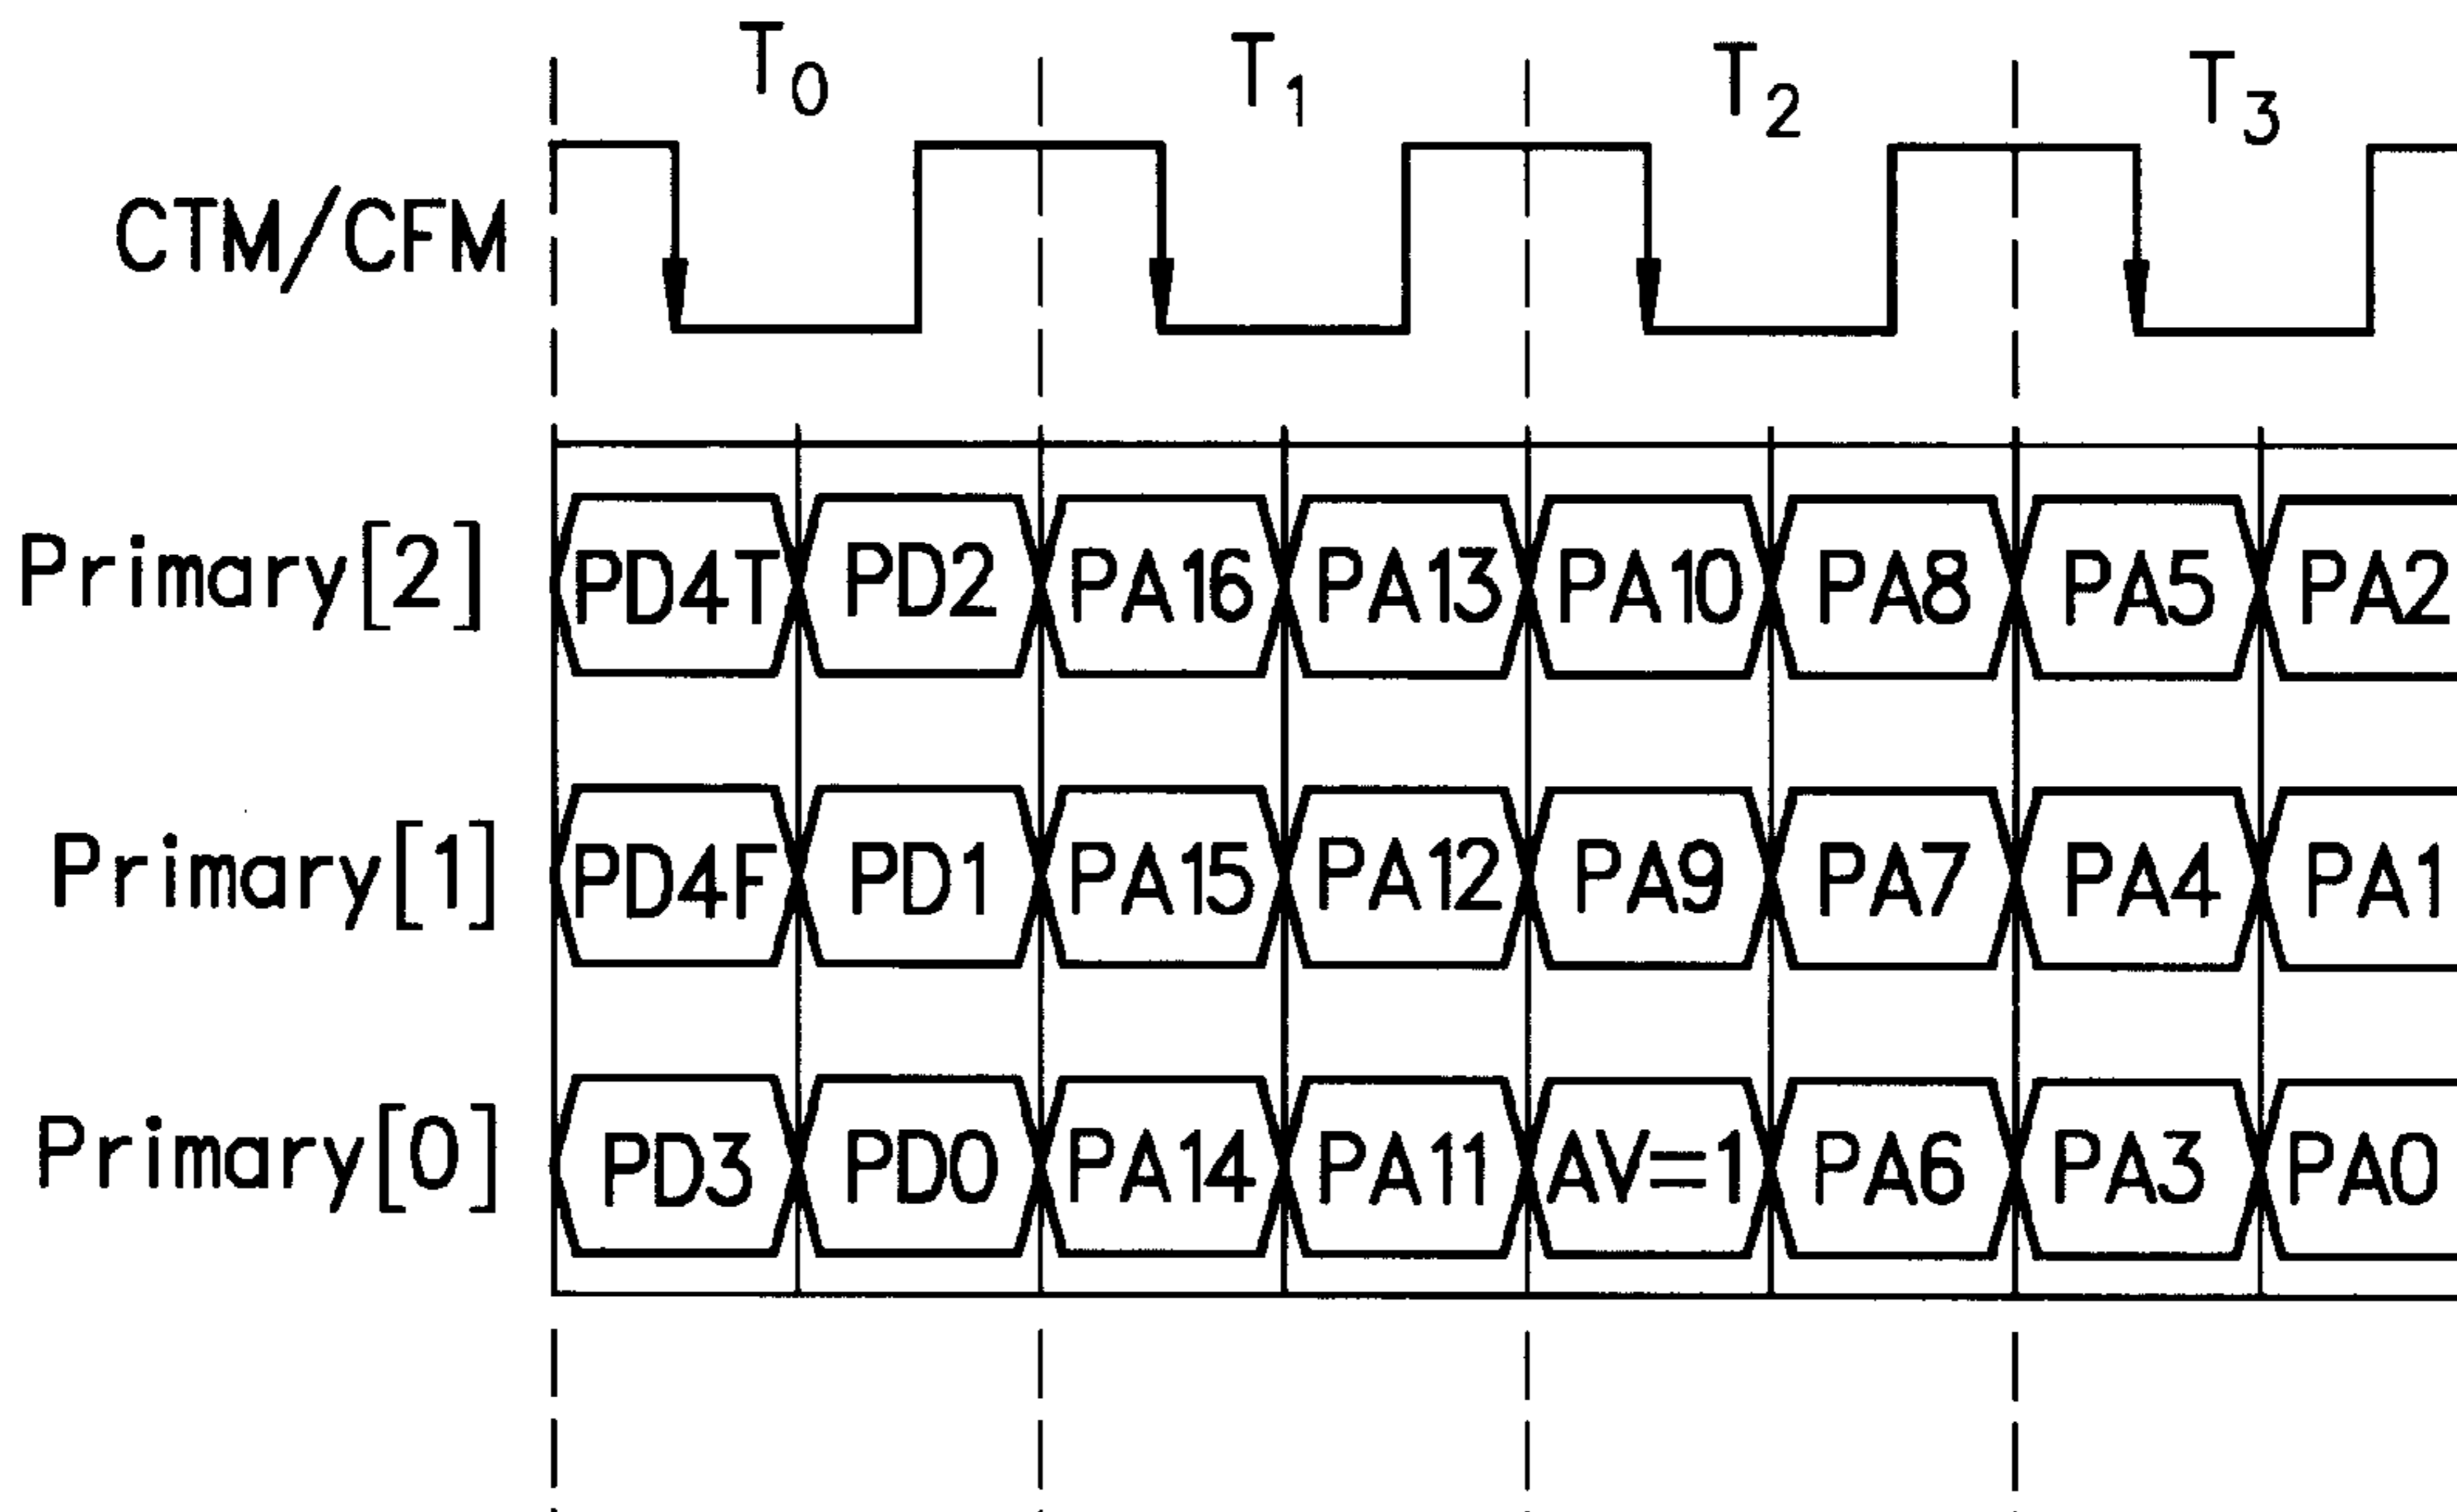 T0 T1 T2 T3
CTM/CFM
Primary[2] PD4T PD2 PA16 PA13 PA10 PA8 PA5 PA2
Primary[1] PD4F PD1 PA15 PA12 PA9 PA7 PA4 PA1
Primary[0] PD3 PD0 PA14 PA11 AV=1 PA6 PA3 PA0